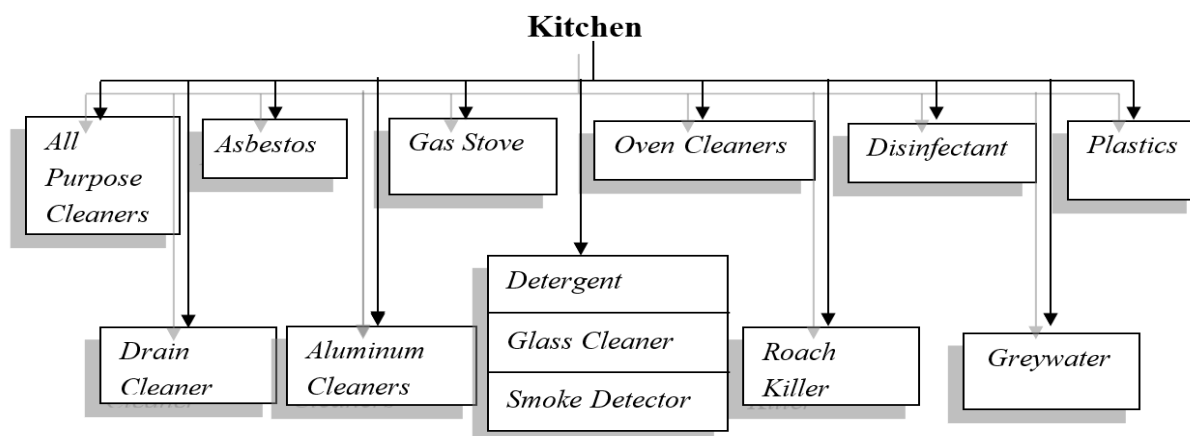 Kitchen
All
Purpose
Cleaners
Asbestos
Gas Stove
Oven Cleaners
Disinfectant
Plastics
Drain
Cleaner
Aluminum
Cleaners
Detergent
Glass Cleaner
Smoke Detector
Roach
Killer
Greywater